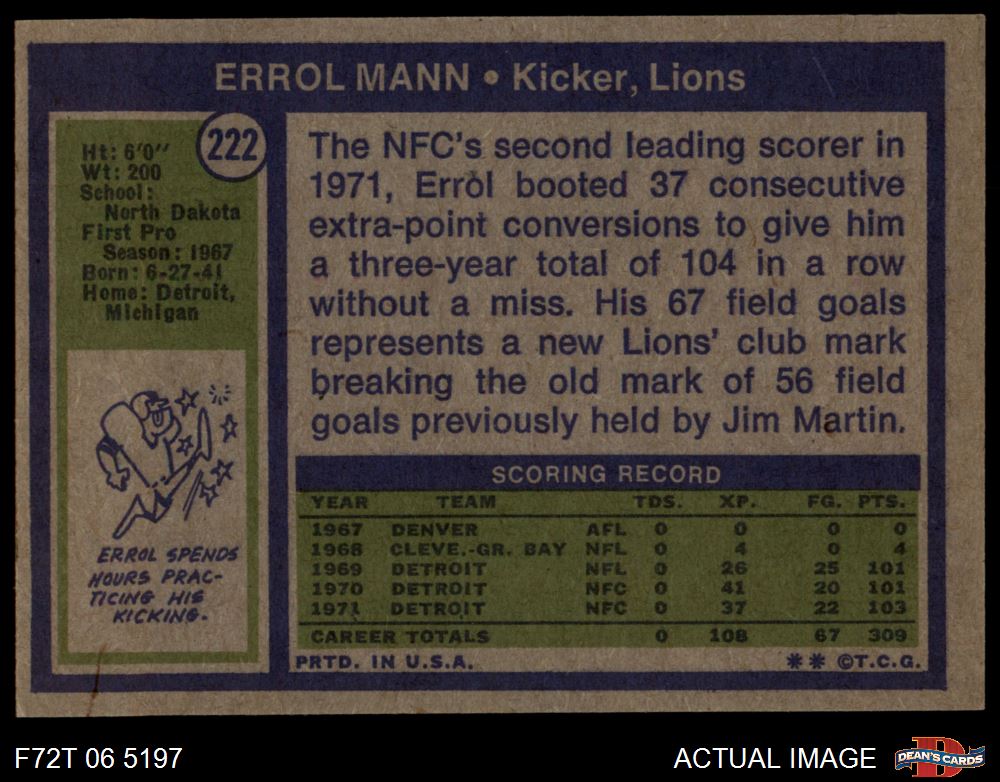 ERROL MANN • Kicker, Lions
222
Ht: 6'0"
Wt: 200
School:
North Dakota
First Pro
Season: 1967
Born: 6-27-41
Home: Detroit,
Michigan
ERROL SPENDS
HOURS PRAC-
TICING HIS
KICKING.
The NFC's second leading scorer in
1971, Errol booted 37 consecutive
extra-point conversions to give him
a three-year total of 104 in a row
without a miss. His 67 field goals
represents a new Lions' club mark
breaking the old mark of 56 field
goals previously held by Jim Martin.
SCORING RECORD
YEAR TEAM TDS. XP. FG. PTS.
1967 DENVER AFL 0 0 0 0
1968 CLEVE.-GR. BAY NFL 0 4 0 4
1969 DETROIT NFL 0 26 25 101
1970 DETROIT NFC 0 41 20 101
1971 DETROIT NFC 0 37 22 103
CAREER TOTALS 0 108 67 309
PRTD. IN U.S.A. ** ©T.C.G.
F72T 06 5197
ACTUAL IMAGE
D
DEAN'S CARDS